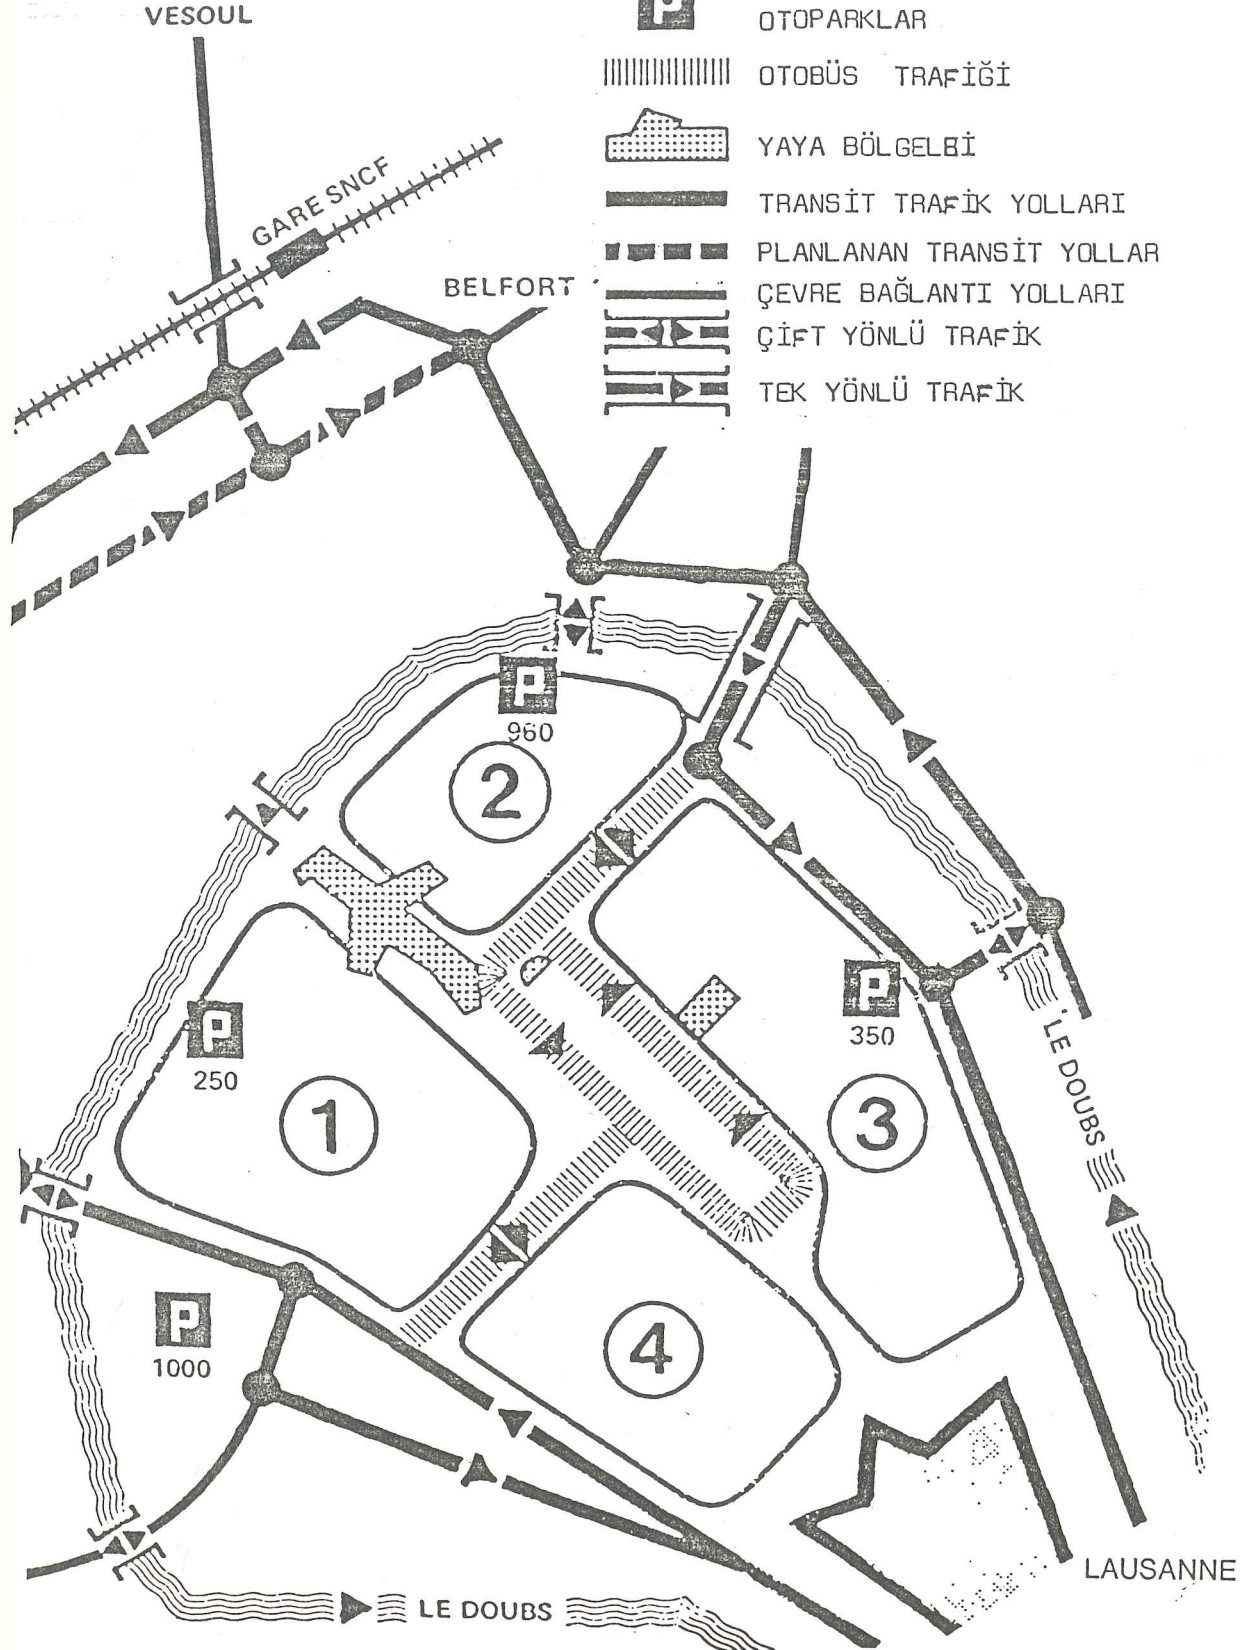 VESOUL
P OTOPARKLAR
OTOBÜS TRAFİĞİ
YAYA BÖLGELBİ
TRANSİT TRAFİK YOLLARI
PLANLANAN TRANSİT YOLLAR
ÇEVRE BAĞLANTI YOLLARI
ÇİFT YÖNLÜ TRAFİK
TEK YÖNLÜ TRAFİK
GARE SNCF
BELFORT
P
960
2
P
350
P
250
1
3
LE DOUBS
P
1000
4
LAUSANNE
LE DOUBS